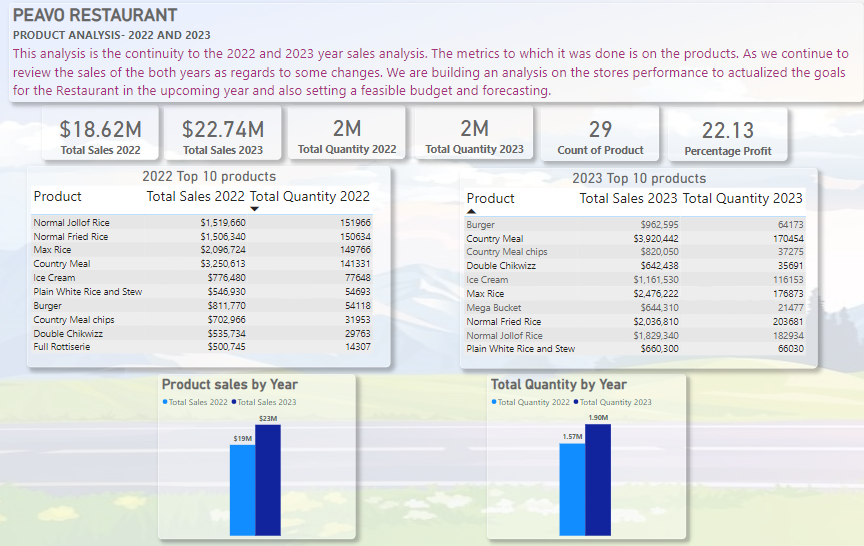 PEAVO RESTAURANT
PRODUCT ANALYSIS- 2022 AND 2023
This analysis is the continuity to the 2022 and 2023 year sales analysis. The metrics to which it was done is on the products. As we continue to
review the sales of the both years as regards to some changes. We are building an analysis on the stores performance to actualized the goals
for the Restaurant in the upcoming year and also setting a feasible budget and forecasting.
$18.62M
Total Sales 2022
$22.74M
Total Sales 2023
2M
Total Quantity 2022
2M
Total Quantity 2023
29
Count of Product
22.13
Percentage Profit
2022 Top 10 products
Product Total Sales 2022 Total Quantity 2022
Normal Jollof Rice $1,519,660 151966
Normal Fried Rice $1,506,340 150634
Max Rice $2,096,724 149766
Country Meal $3,250,613 141331
Ice Cream $776,480 77648
Plain White Rice and Stew $546,930 54693
Burger $811,770 54118
Country Meal chips $702,966 31953
Double Chikwizz $535,734 29763
Full Rottiserie $500,745 14307
2023 Top 10 products
Product Total Sales 2023 Total Quantity 2023
Burger $962,595 64173
Country Meal $3,920,442 170454
Country Meal chips $820,050 37275
Double Chikwizz $642,438 35691
Ice Cream $1,161,530 116153
Max Rice $2,476,222 176873
Mega Bucket $644,310 21477
Normal Fried Rice $2,036,810 203681
Normal Jollof Rice $1,829,340 182934
Plain White Rice and Stew $660,300 66030
Product sales by Year
Total Sales 2022 Total Sales 2023
$19M
$23M
Total Quantity by Year
Total Quantity 2022 Total Quantity 2023
1.57M
1.90M